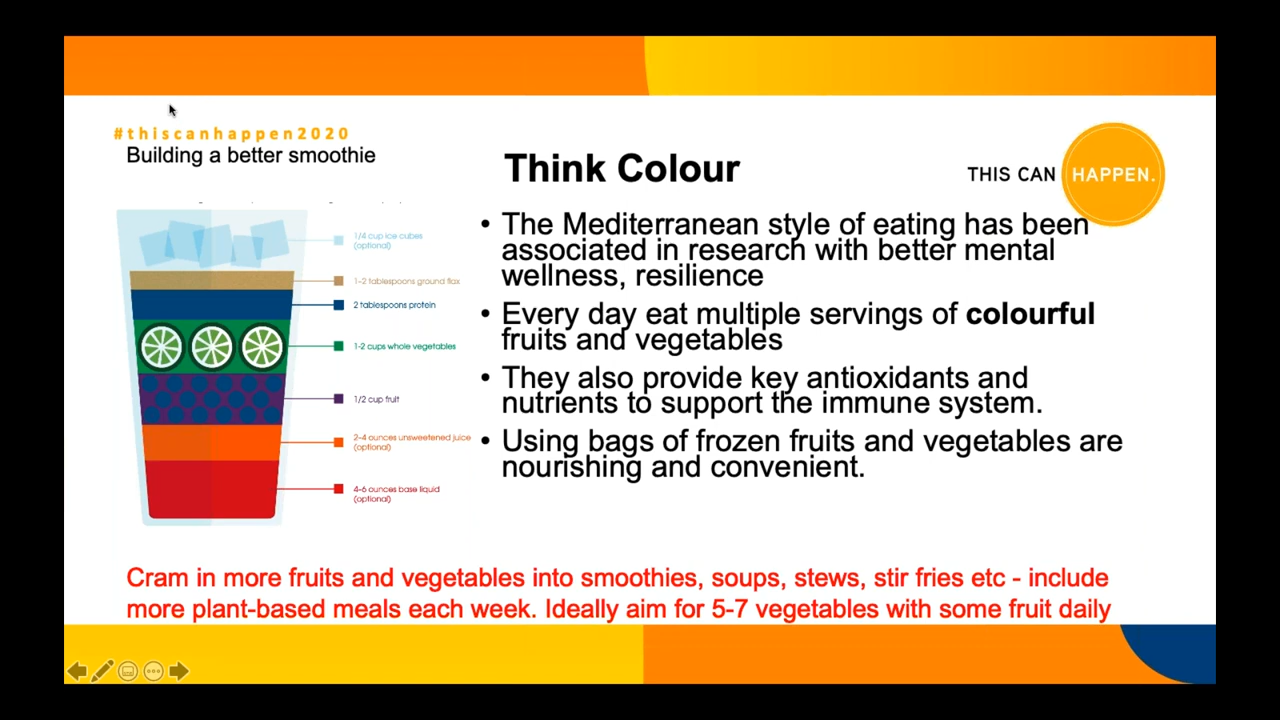 #thiscanhappen2020
Building a better smoothie
Think Colour
THIS CAN HAPPEN.
1/4 cup ice cubes
(optional)
1-2 tablespoons ground flax
2 tablespoons protein
1-2 cups whole vegetables
1/2 cup fruit
2-4 ounces unsweetened juice
(optional)
4-6 ounces base liquid
(optional)
• The Mediterranean style of eating has been
associated in research with better mental
wellness, resilience
• Every day eat multiple servings of colourful
fruits and vegetables
• They also provide key antioxidants and
nutrients to support the immune system.
• Using bags of frozen fruits and vegetables are
nourishing and convenient.
Cram in more fruits and vegetables into smoothies, soups, stews, stir fries etc - include
more plant-based meals each week. Ideally aim for 5-7 vegetables with some fruit daily